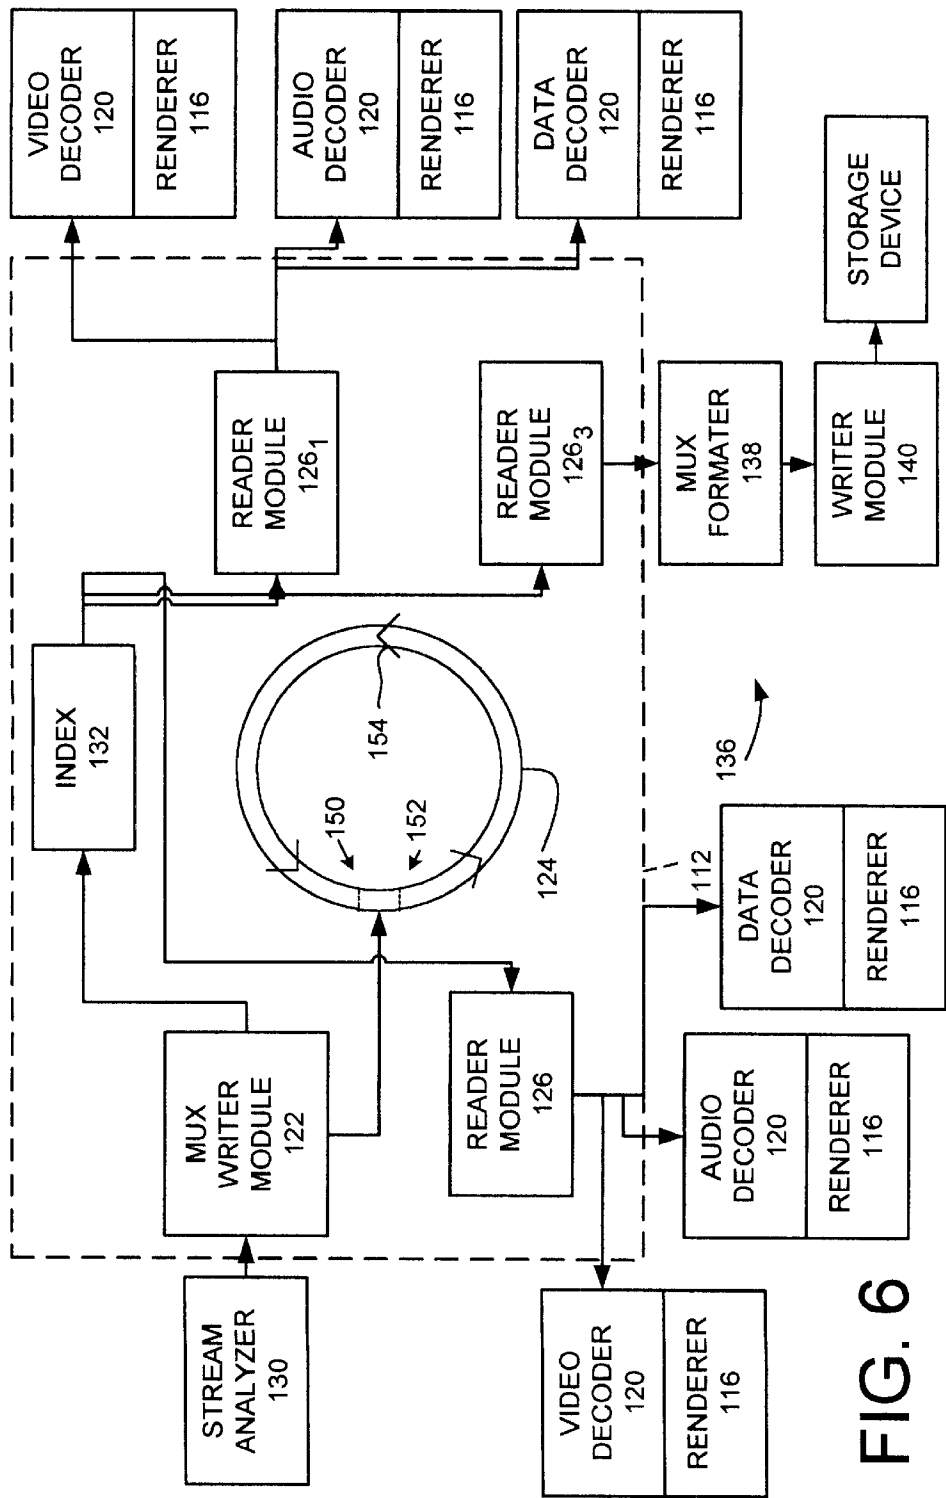 VIDEO
DECODER
120
RENDERER
116
AUDIO
DECODER
120
RENDERER
116
DATA
DECODER
120
RENDERER
116
STORAGE
DEVICE
READER
MODULE
126₁
READER
MODULE
126₃
MUX
FORMATER
138
WRITER
MODULE
140
INDEX
132
154
150
152
124
136
112
MUX
WRITER
MODULE
122
READER
MODULE
126
DATA
DECODER
120
RENDERER
116
AUDIO
DECODER
120
RENDERER
116
STREAM
ANALYZER
130
VIDEO
DECODER
120
RENDERER
116
FIG. 6